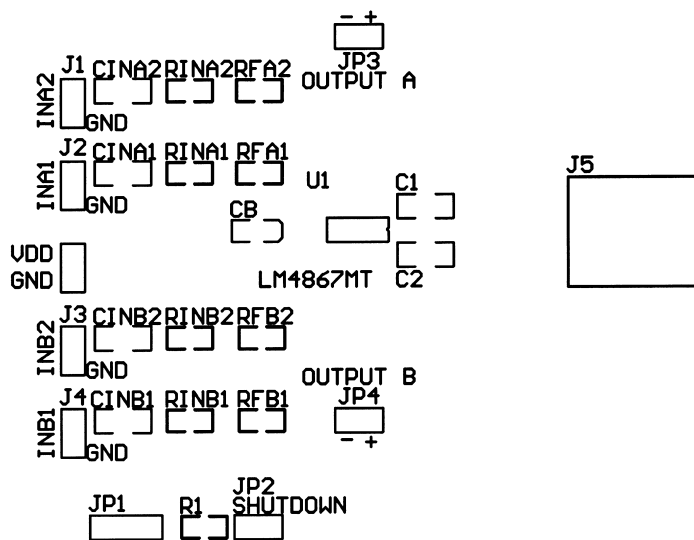 - +
JP3
OUTPUT A
J1 CINA2 RINA2 RFA2
INA2
GND
J2 CINA1 RINA1 RFA1
INA1
GND
U1
C1
J5
CB
VDD
GND
LM4867MT
C2
J3 CINB2 RINB2 RFB2
INB2
GND
OUTPUT B
JP4
- +
J4 CINB1 RINB1 RFB1
INB1
GND
JP1
R1
JP2
SHUTDOWN